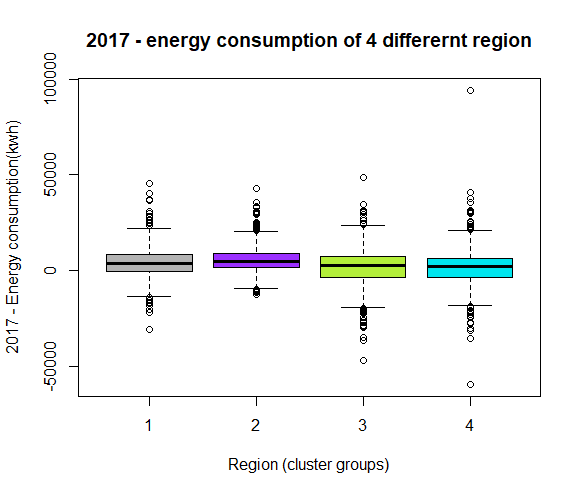 2017 - energy consumption of 4 differernt region
2017 - Energy consumption(kwh)
100000
50000
0
-50000
1 2 3 4
Region (cluster groups)